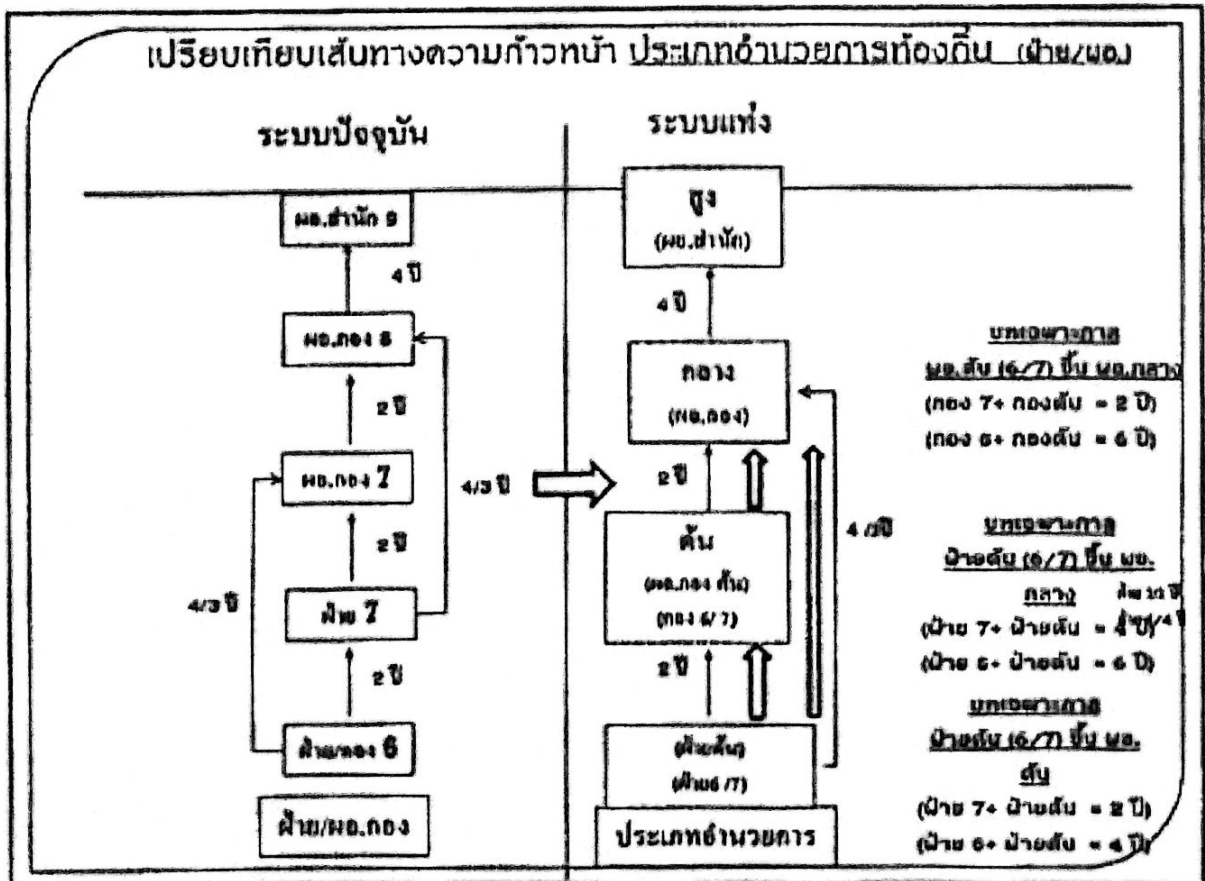 เปรียบเทียบเส้นทางความก้าวหน้า ประเภทอำนวยการท้องถิ่น (ฝ่าย/ผอ.)
ระบบปัจจุบัน
ผอ.สำนัก 9
4 ปี
ผอ.กอง 8
2 ปี
ผอ.กอง 7
4/3 ปี
2 ปี
ฝ่าย 7
4/3 ปี
2 ปี
ฝ่าย/กอง 6
ฝ่าย/ผอ.กอง
ระบบแท่ง
สูง
(ผอ.สำนัก)
4 ปี
กลาง
(ผอ.กอง)
2 ปี
ต้น
(ผอ.กอง ต้น)
(กอง 6/7)
4/3ปี
2 ปี
(ฝ่ายต้น)
(ฝ่าย6/7)
ประเภทอำนวยการ
บทเฉพาะกาล
ผอ.ต้น (6/7) ขึ้น ผอ.กลาง
(กอง 7+ กองต้น = 2 ปี)
(กอง 6+ กองต้น = 6 ปี)
บทเฉพาะกาล
ฝ่ายต้น (6/7) ขึ้น ผอ.
กลาง
(ฝ่าย 7+ ฝ่ายต้น = 4 ปี)
(ฝ่าย 6+ ฝ่ายต้น = 6 ปี)
บทเฉพาะกาล
ฝ่ายต้น (6/7) ขึ้น ผอ.
ต้น
(ฝ่าย 7+ ฝ่ายต้น = 2 ปี)
(ฝ่าย 6+ ฝ่ายต้น = 4 ปี)